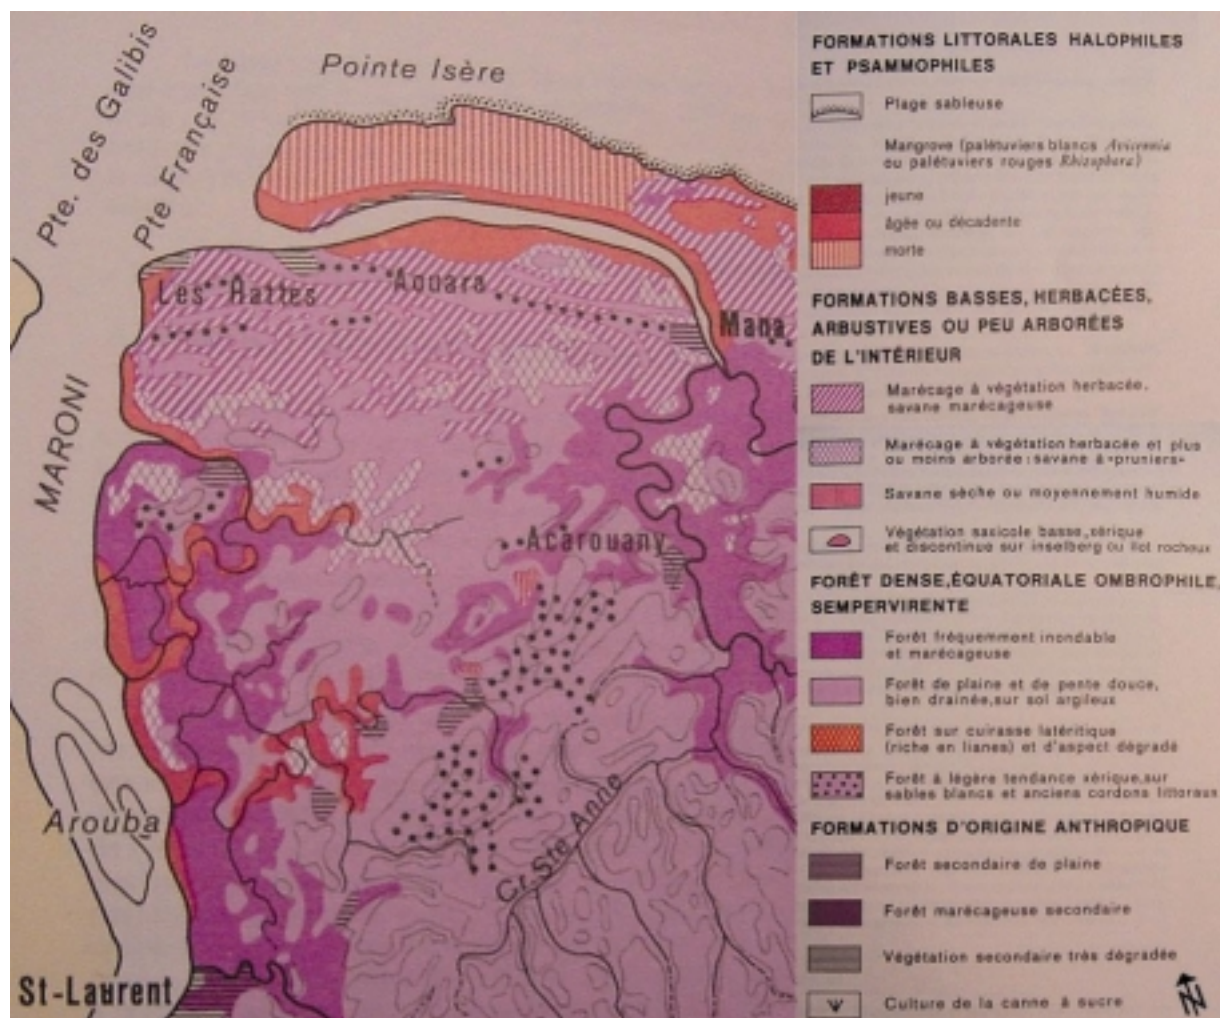 Pte. des Galibis
Pte Française
Pointe Isère
Les Hattes
Aouara
Mana
MARONI
Acarouany
Arouba
Cr. Ste Anne
St-Laurent
FORMATIONS LITTORALES HALOPHILES
ET PSAMMOPHILES
Plage sableuse
Mangrove (palétuviers blancs Avicennia
ou palétuviers rouges Rhizophora)
jeune
âgée ou décadente
morte
FORMATIONS BASSES, HERBACÉES,
ARBUSTIVES OU PEU ARBORÉES
DE L'INTÉRIEUR
Marécage à végétation herbacée.
savane marécageuse
Marécage à végétation herbacée et plus
ou moins arborée: savane à «pruniers»
Savane sèche ou moyennement humide
Végétation saxicole basse, xérique
et discontinue sur inselberg ou îlot rocheux
FORÊT DENSE, ÉQUATORIALE OMBROPHILE,
SEMPERVIRENTE
Forêt fréquemment inondable
et marécageuse
Forêt de plaine et de pente douce,
bien drainée, sur sol argileux
Forêt sur cuirasse latéritique
(riche en lianes) et d'aspect dégradé
Forêt à légère tendance xérique, sur
sables blancs et anciens cordons littoraux
FORMATIONS D'ORIGINE ANTHROPIQUE
Forêt secondaire de plaine
Forêt marécageuse secondaire
Végétation secondaire très dégradée
Culture de la canne à sucre
N